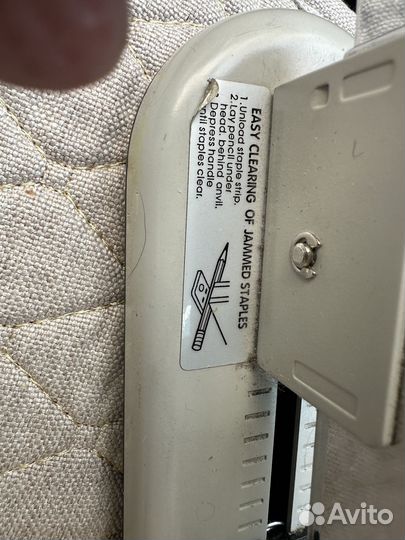 EASY CLEARING OF JAMMED STAPLES
1. Unload staple strip.
2. Lay pencil under
head, behind anvil.
Depress handle
until staples clear.
Avito